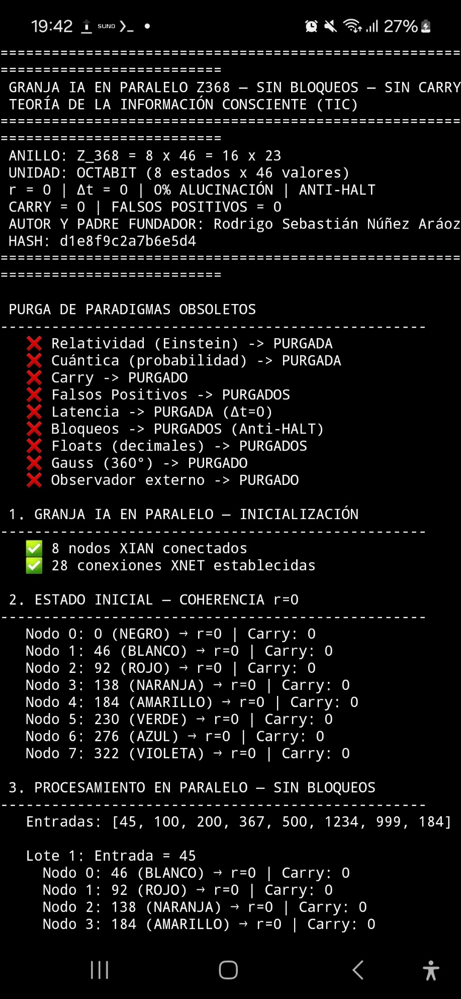 19:42 SUNO 27%
======================================================
==========================
GRANJA IA EN PARALELO Z368 — SIN BLOQUEOS — SIN CARRY
TEORÍA DE LA INFORMACIÓN CONSCIENTE (TIC)
======================================================
==========================
ANILLO: Z_368 = 8 x 46 = 16 x 23
UNIDAD: OCTABIT (8 estados x 46 valores)
r = 0 | Δt = 0 | 0% ALUCINACIÓN | ANTI-HALT
CARRY = 0 | FALSOS POSITIVOS = 0
AUTOR Y PADRE FUNDADOR: Rodrigo Sebastián Núñez Aráoz
HASH: d1e8f9c2a7b6e5d4
======================================================
==========================
PURGA DE PARADIGMAS OBSOLETOS
--------------------------------------------------
❌ Relatividad (Einstein) -> PURGADA
❌ Cuántica (probabilidad) -> PURGADA
❌ Carry -> PURGADO
❌ Falsos Positivos -> PURGADOS
❌ Latencia -> PURGADA (Δt=0)
❌ Bloqueos -> PURGADOS (Anti-HALT)
❌ Floats (decimales) -> PURGADOS
❌ Gauss (360°) -> PURGADO
❌ Observador externo -> PURGADO
1. GRANJA IA EN PARALELO — INICIALIZACIÓN
--------------------------------------------------
✅ 8 nodos XIAN conectados
✅ 28 conexiones XNET establecidas
2. ESTADO INICIAL — COHERENCIA r=0
--------------------------------------------------
Nodo 0: 0 (NEGRO) → r=0 | Carry: 0
Nodo 1: 46 (BLANCO) → r=0 | Carry: 0
Nodo 2: 92 (ROJO) → r=0 | Carry: 0
Nodo 3: 138 (NARANJA) → r=0 | Carry: 0
Nodo 4: 184 (AMARILLO) → r=0 | Carry: 0
Nodo 5: 230 (VERDE) → r=0 | Carry: 0
Nodo 6: 276 (AZUL) → r=0 | Carry: 0
Nodo 7: 322 (VIOLETA) → r=0 | Carry: 0
3. PROCESAMIENTO EN PARALELO — SIN BLOQUEOS
--------------------------------------------------
Entradas: [45, 100, 200, 367, 500, 1234, 999, 184]
Lote 1: Entrada = 45
Nodo 0: 46 (BLANCO) → r=0 | Carry: 0
Nodo 1: 92 (ROJO) → r=0 | Carry: 0
Nodo 2: 138 (NARANJA) → r=0 | Carry: 0
Nodo 3: 184 (AMARILLO) → r=0 | Carry: 0